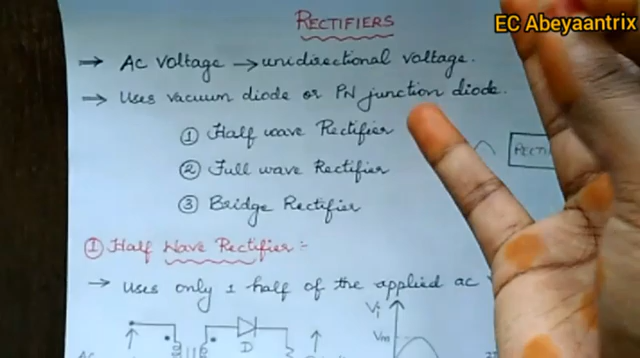 RECTIFIERS
EC Abeyaantrix
→ AC Voltage → unidirectional voltage.
→ Uses vacuum diode or PN junction diode.
① Half wave Rectifier
② Full wave Rectifier
③ Bridge Rectifier
① Half Wave Rectifier :-
→ Uses only 1 half of the applied ac
Vi
Vm
D